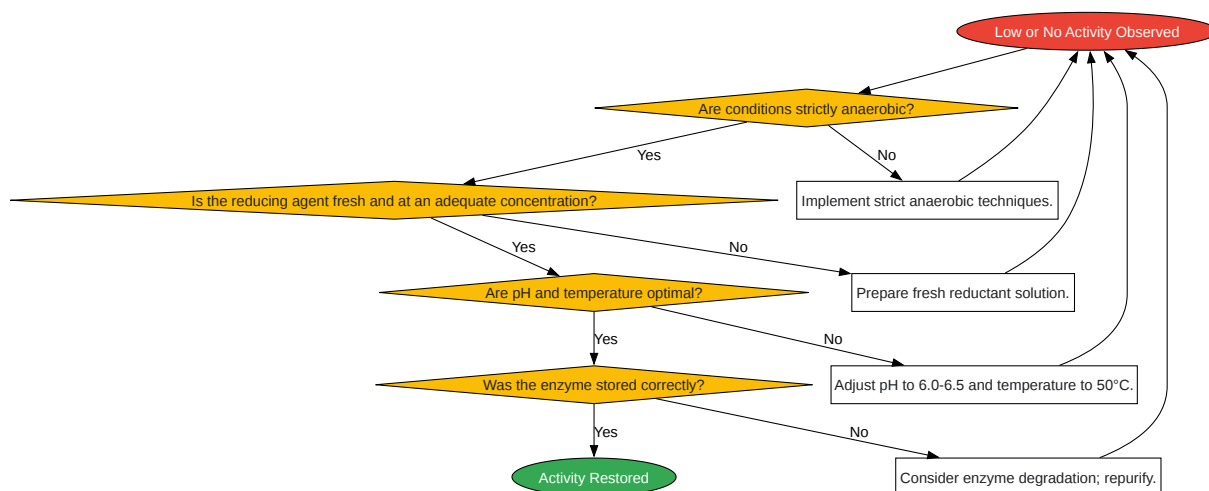 Low or No Activity Observed
Are conditions strictly anaerobic?
Yes
No
Is the reducing agent fresh and at an adequate concentration?
Implement strict anaerobic techniques.
Yes
No
Are pH and temperature optimal?
Prepare fresh reductant solution.
Yes
No
Was the enzyme stored correctly?
Adjust pH to 6.0-6.5 and temperature to 50°C.
Yes
No
Activity Restored
Consider enzyme degradation; repurify.